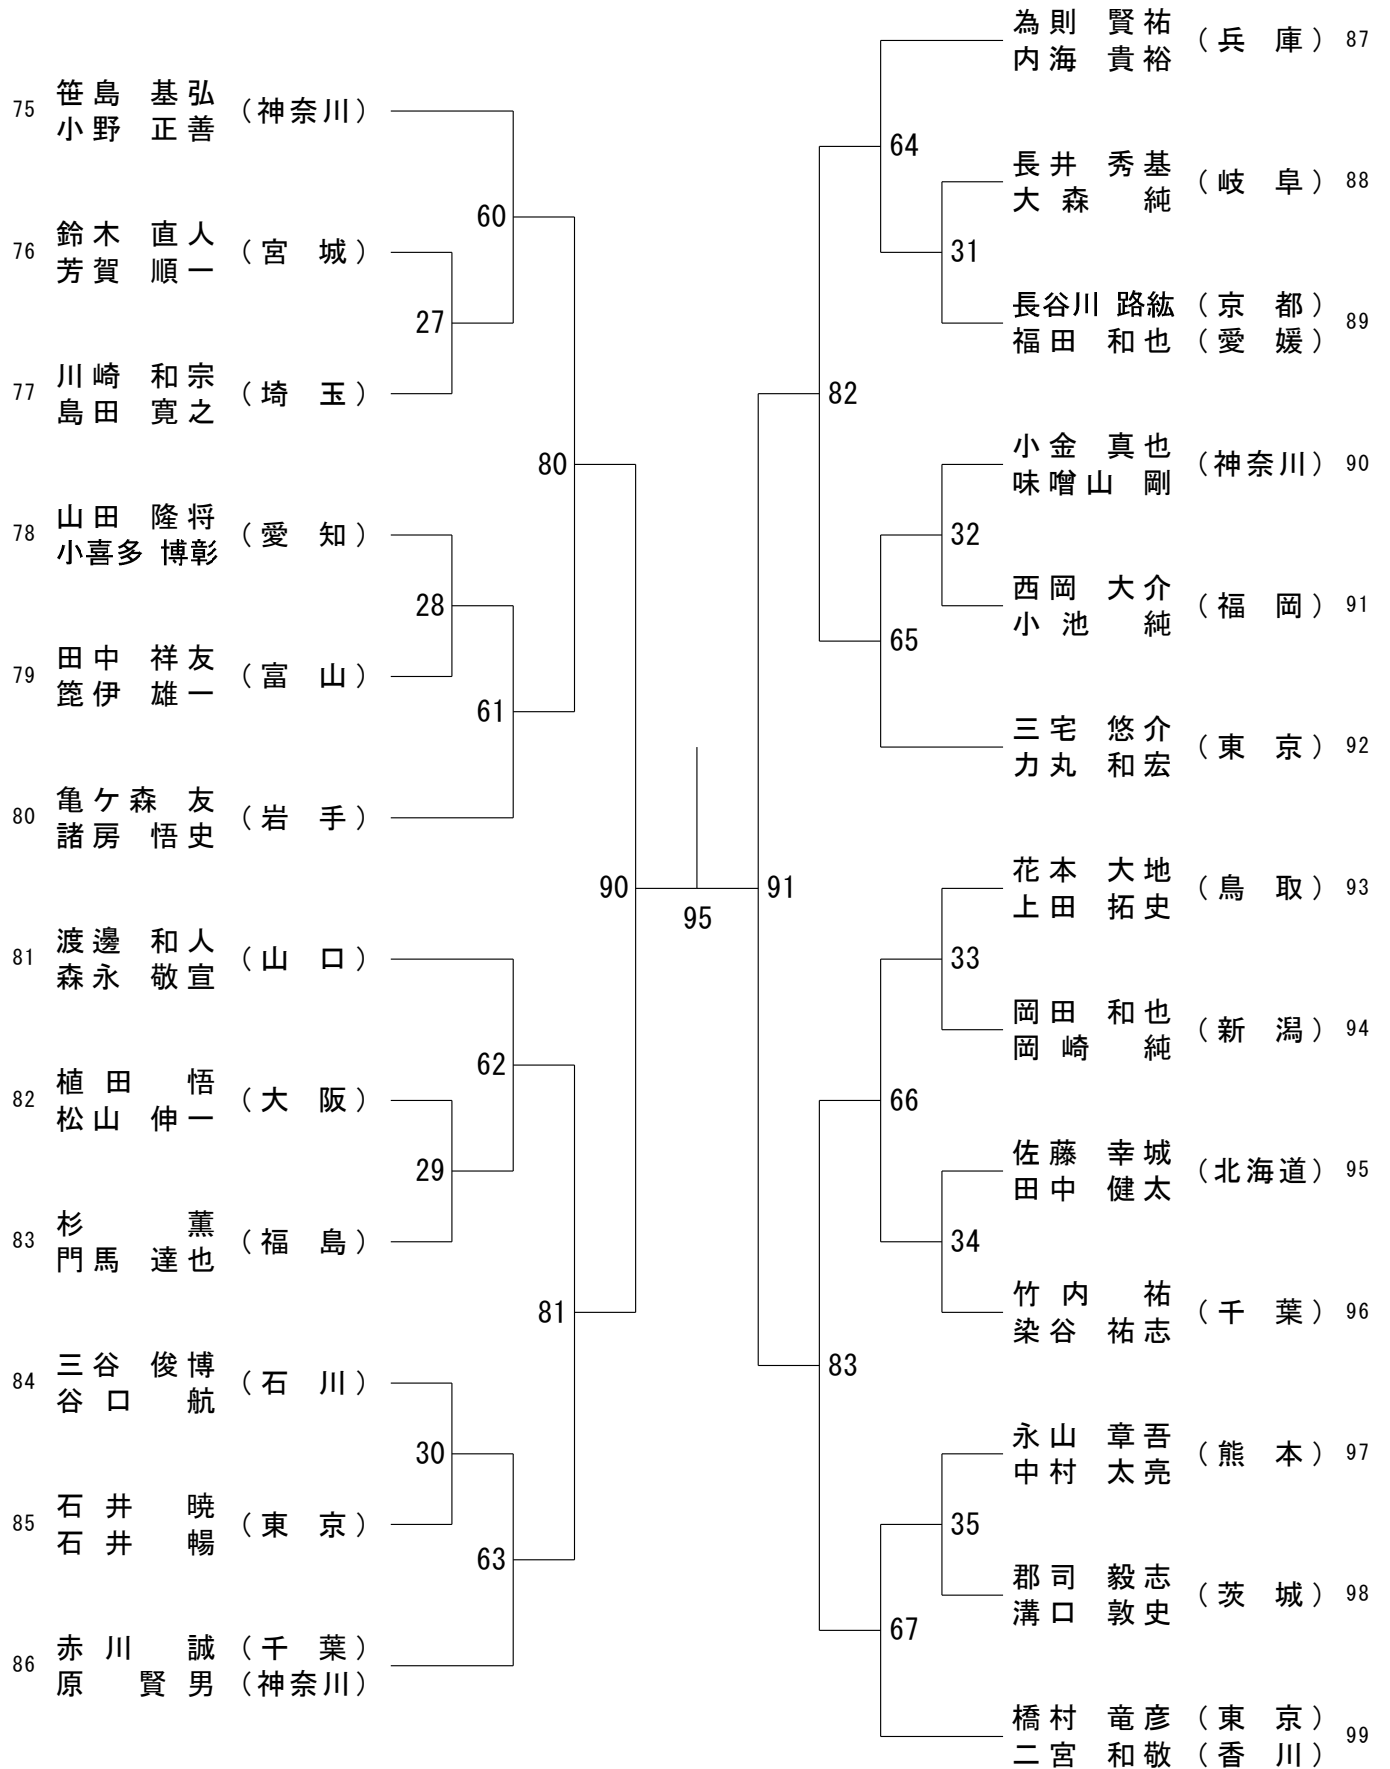 75 笹島 基弘 （神奈川）
小野 正善
60
76 鈴木 直人 （宮城）
芳賀 順一
27
77 川崎 和宗 （埼玉）
島田 寛之
80
78 山田 隆将 （愛知）
小喜多 博彰
28
79 田中 祥友 （富山）
箆伊 雄一
61
80 亀ケ森 友 （岩手）
諸房 悟史
90
95
81 渡邊 和人 （山口）
森永 敬宣
62
82 植田 悟 （大阪）
松山 伸一
29
83 杉 薫 （福島）
門馬 達也
81
84 三谷 俊博 （石川）
谷口 航
30
85 石井 暁 （東京）
石井 暢
63
86 赤川 誠 （千葉）
原 賢男 （神奈川）
為則 賢祐 （兵庫） 87
内海 貴裕
64
長井 秀基 （岐阜） 88
大森 純
31
長谷川 路紘 （京都） 89
福田 和也 （愛媛）
82
小金 真也 （神奈川） 90
味噌山 剛
32
西岡 大介 （福岡） 91
小池 純
65
三宅 悠介 （東京） 92
力丸 和宏
91
花本 大地 （鳥取） 93
上田 拓史
33
岡田 和也 （新潟） 94
岡崎 純
66
佐藤 幸城 （北海道） 95
田中 健太
34
竹内 祐 （千葉） 96
染谷 祐志
83
永山 章吾 （熊本） 97
中村 太亮
35
郡司 毅志 （茨城） 98
溝口 敦史
67
橋村 竜彦 （東京） 99
二宮 和敬 （香川）